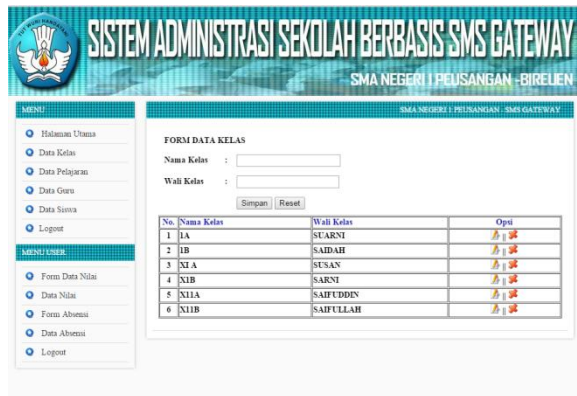 TUT WURI HANDAYANI
SISTEM ADMINISTRASI SEKOLAH BERBASIS SMS GATEWAY
SMA NEGERI 1 PEUSANGAN -BIREUEN
MENU
Halaman Utama
Data Kelas
Data Pelajaran
Data Guru
Data Siswa
Logout
MENU USER
Form Data Nilai
Data Nilai
Form Absensi
Data Absensi
Logout
SMA NEGERI 1 PEUSANGAN - SMS GATEWAY
FORM DATA KELAS
Nama Kelas :
Wali Kelas :
Simpan Reset
No. Nama Kelas Wali Kelas Opsi
1 1A SUARNI ||
2 1B SAIDAH ||
3 XI A SUSAN ||
4 X1B SARNI ||
5 X11A SAIFUDDIN ||
6 X11B SAIFULLAH ||